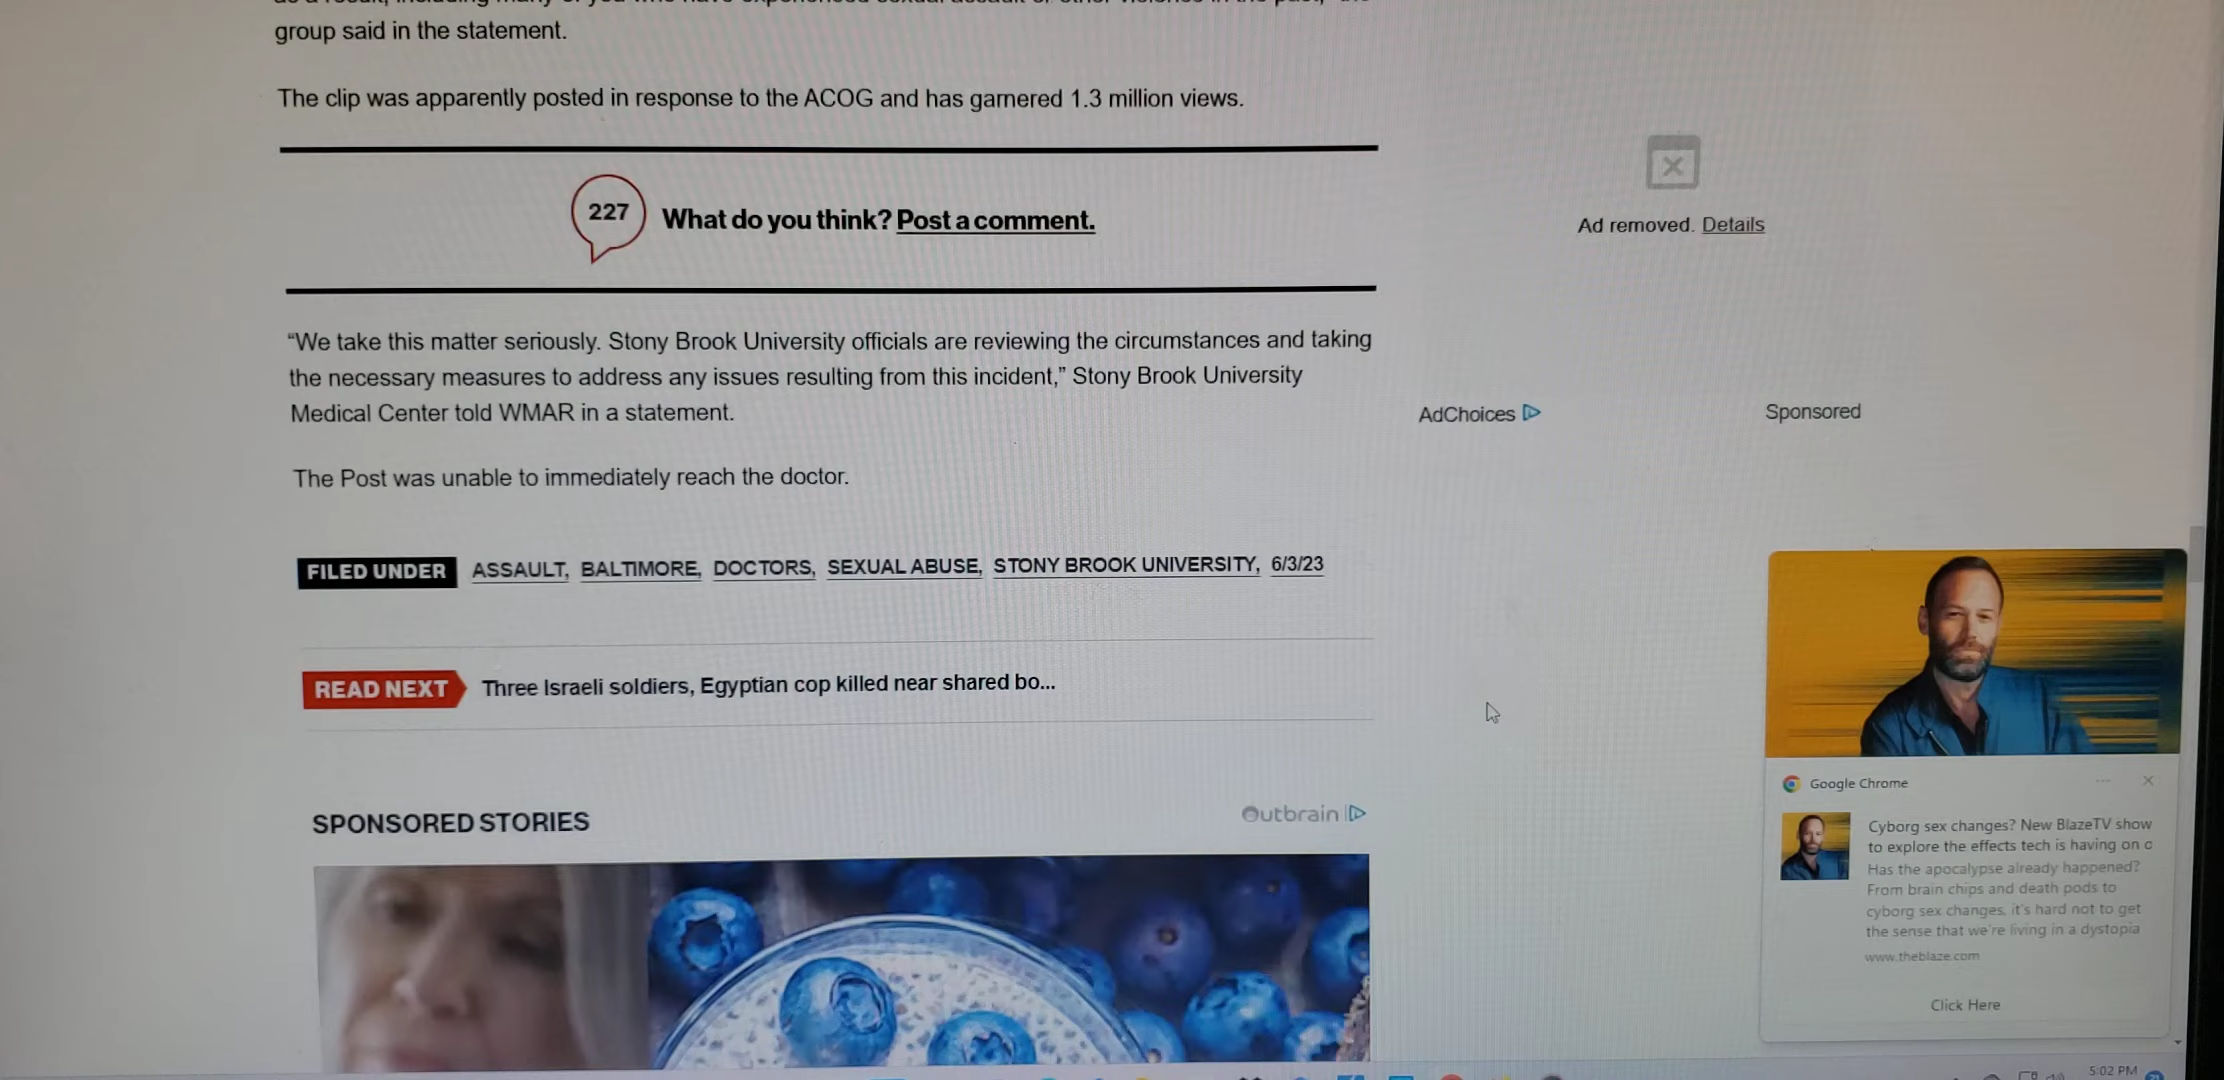 group said in the statement.
The clip was apparently posted in response to the ACOG and has garnered 1.3 million views.
227
What do you think? Post a comment.
Ad removed. Details
“We take this matter seriously. Stony Brook University officials are reviewing the circumstances and taking
the necessary measures to address any issues resulting from this incident,” Stony Brook University
Medical Center told WMAR in a statement.
AdChoices
Sponsored
The Post was unable to immediately reach the doctor.
FILED UNDER ASSAULT, BALTIMORE, DOCTORS, SEXUAL ABUSE, STONY BROOK UNIVERSITY, 6/3/23
READ NEXT Three Israeli soldiers, Egyptian cop killed near shared bo...
SPONSORED STORIES
Outbrain
Google Chrome
Cyborg sex changes? New BlazeTV show
to explore the effects tech is having on
Has the apocalypse already happened?
From brain chips and death pods to
cyborg sex changes, it's hard not to get
the sense that we're living in a dystopia
www.theblaze.com
Click Here
5:02 PM